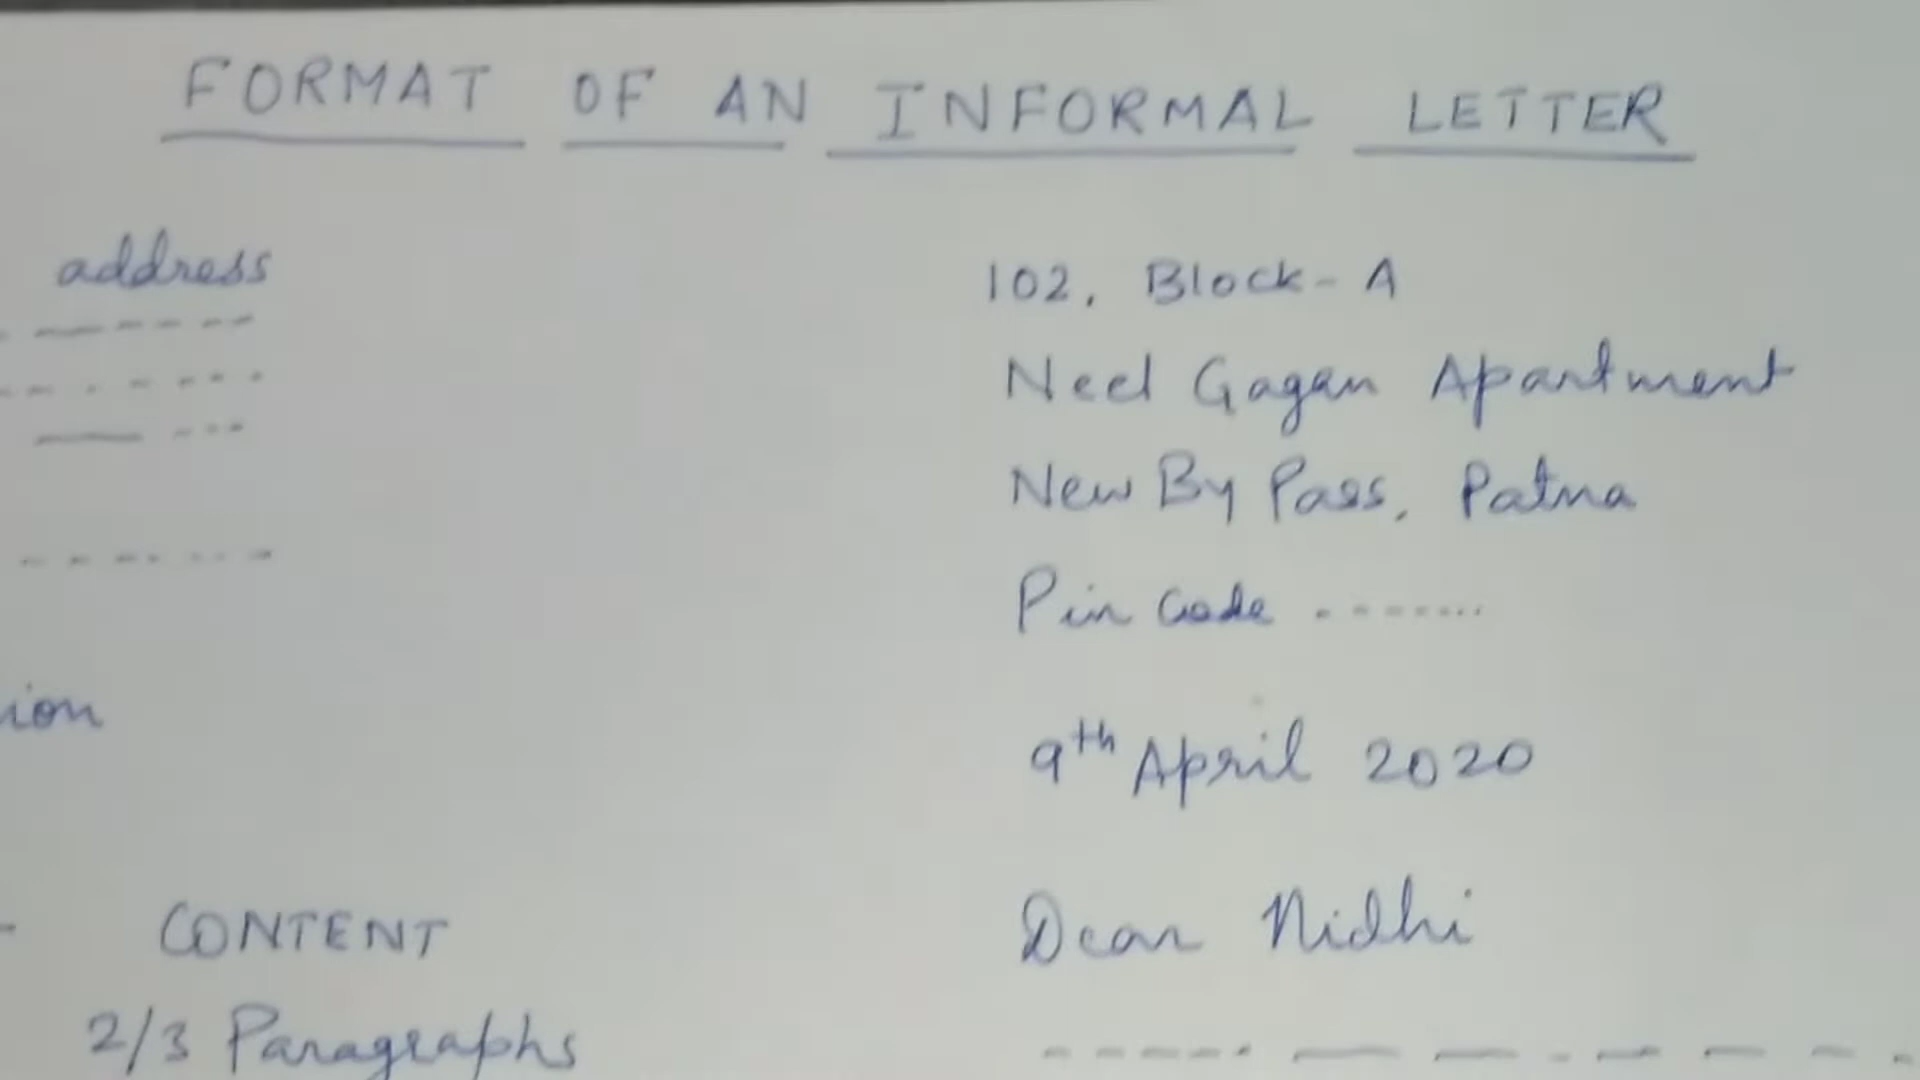 FORMAT OF AN INFORMAL LETTER
address
102, Block-A
Neel Gagan Apartment
New By Pass, Patna
Pin Code .-------
ion
9th April 2020
CONTENT
Dear Nidhi
2/3 Paragraphs